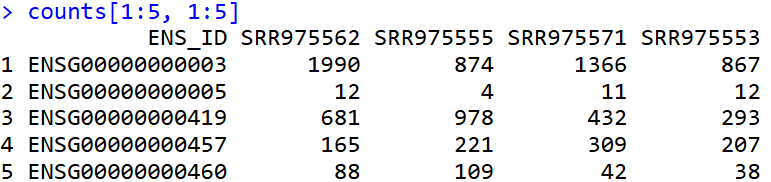 > counts[1:5, 1:5]
ENS_ID SRR975562 SRR975555 SRR975571 SRR975553
1 ENSG00000000003 1990 874 1366 867
2 ENSG00000000005 12 4 11 12
3 ENSG00000000419 681 978 432 293
4 ENSG00000000457 165 221 309 207
5 ENSG00000000460 88 109 42 38